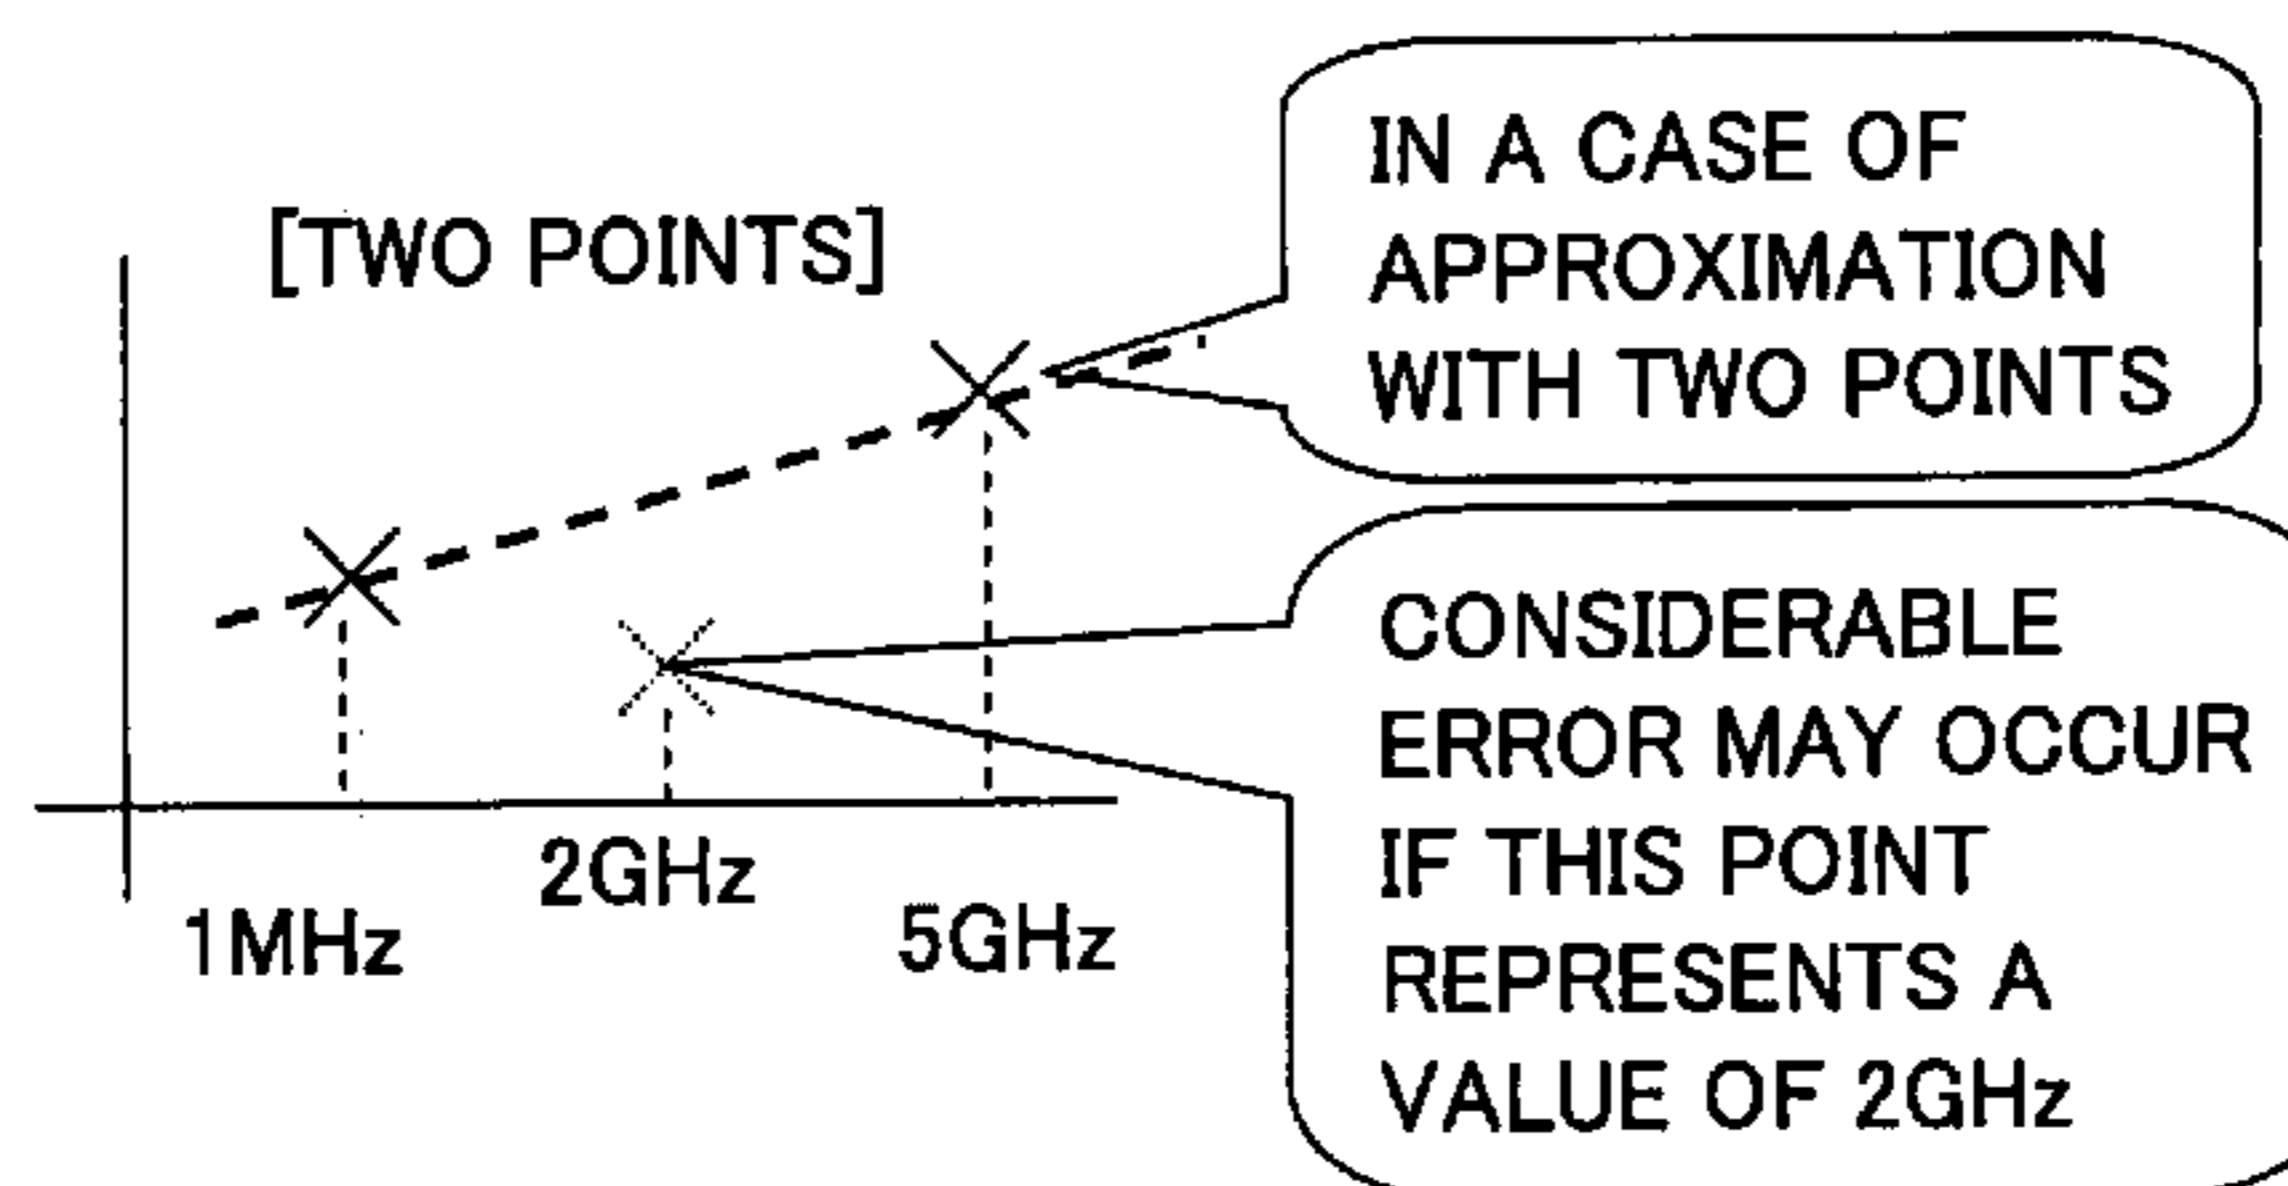 [TWO POINTS]
IN A CASE OF
APPROXIMATION
WITH TWO POINTS
CONSIDERABLE
ERROR MAY OCCUR
IF THIS POINT
REPRESENTS A
VALUE OF 2GHz
1MHz
2GHz
5GHz